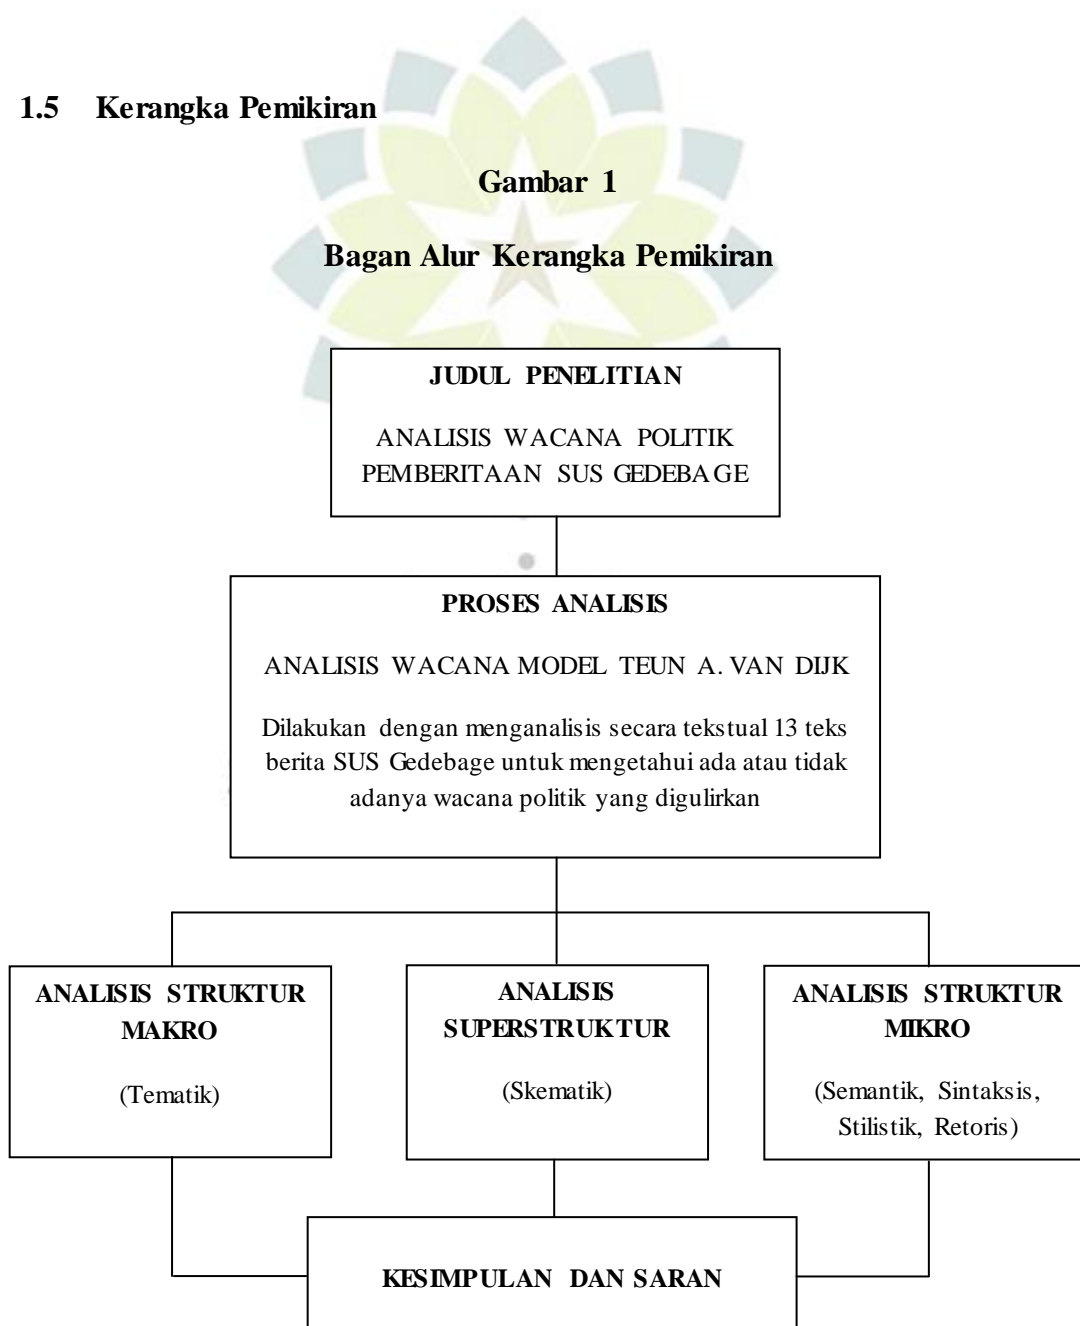 1.5 Kerangka Pemikiran
Gambar 1
Bagan Alur Kerangka Pemikiran
JUDUL PENELITIAN
ANALISIS WACANA POLITIK
PEMBERITAAN SUS GEDEBAGE
PROSES ANALISIS
ANALISIS WACANA MODEL TEUN A. VAN DIJK
Dilakukan dengan menganalisis secara tekstual 13 teks
berita SUS Gedebage untuk mengetahui ada atau tidak
adanya wacana politik yang digulirkan
ANALISIS STRUKTUR
MAKRO
(Tematik)
ANALISIS
SUPERSTRUKTUR
(Skematik)
ANALISIS STRUKTUR
MIKRO
(Semantik, Sintaksis,
Stilistik, Retoris)
KESIMPULAN DAN SARAN